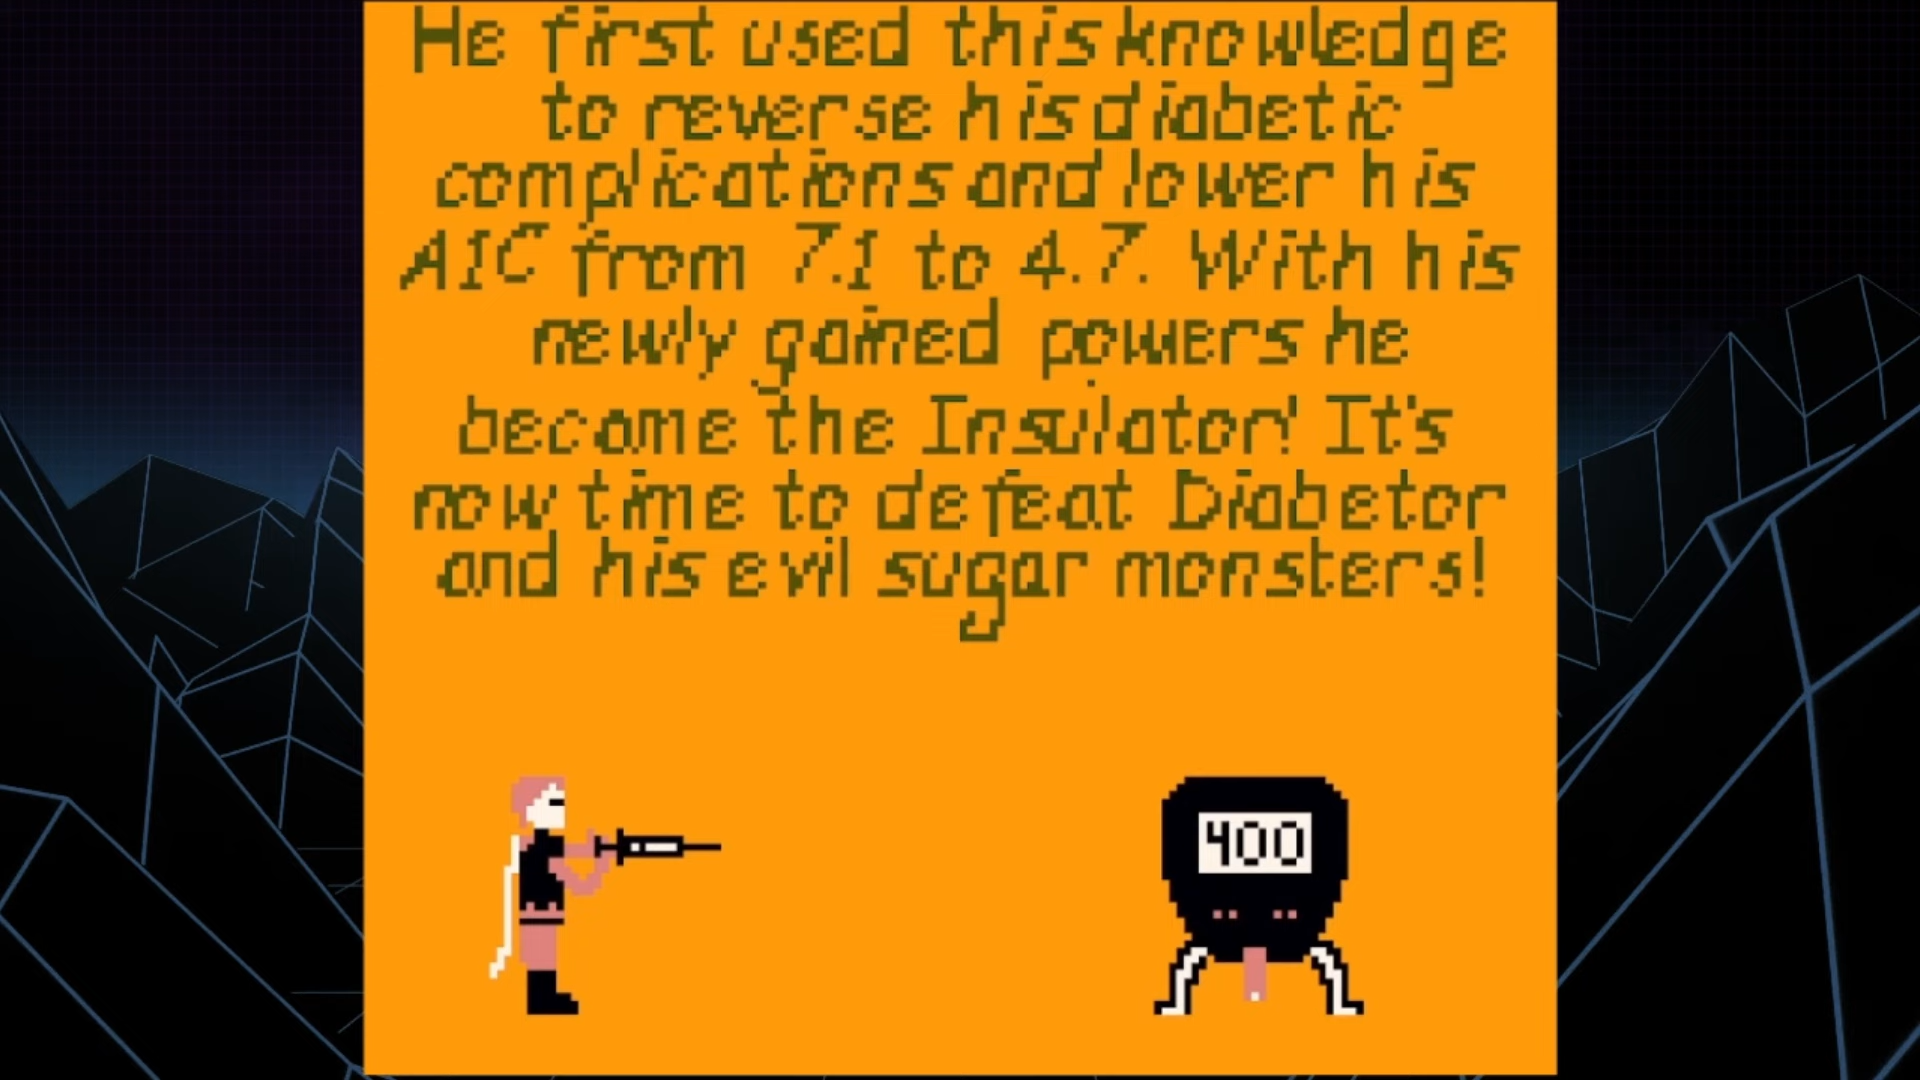 He first used this knowledge
to reverse his diabetic
complications and lower his
A1C from 7.1 to 4.7. With his
newly gained powers he
became the Insulator! It's
now time to defeat Diabetor
and his evil sugar monsters!
400